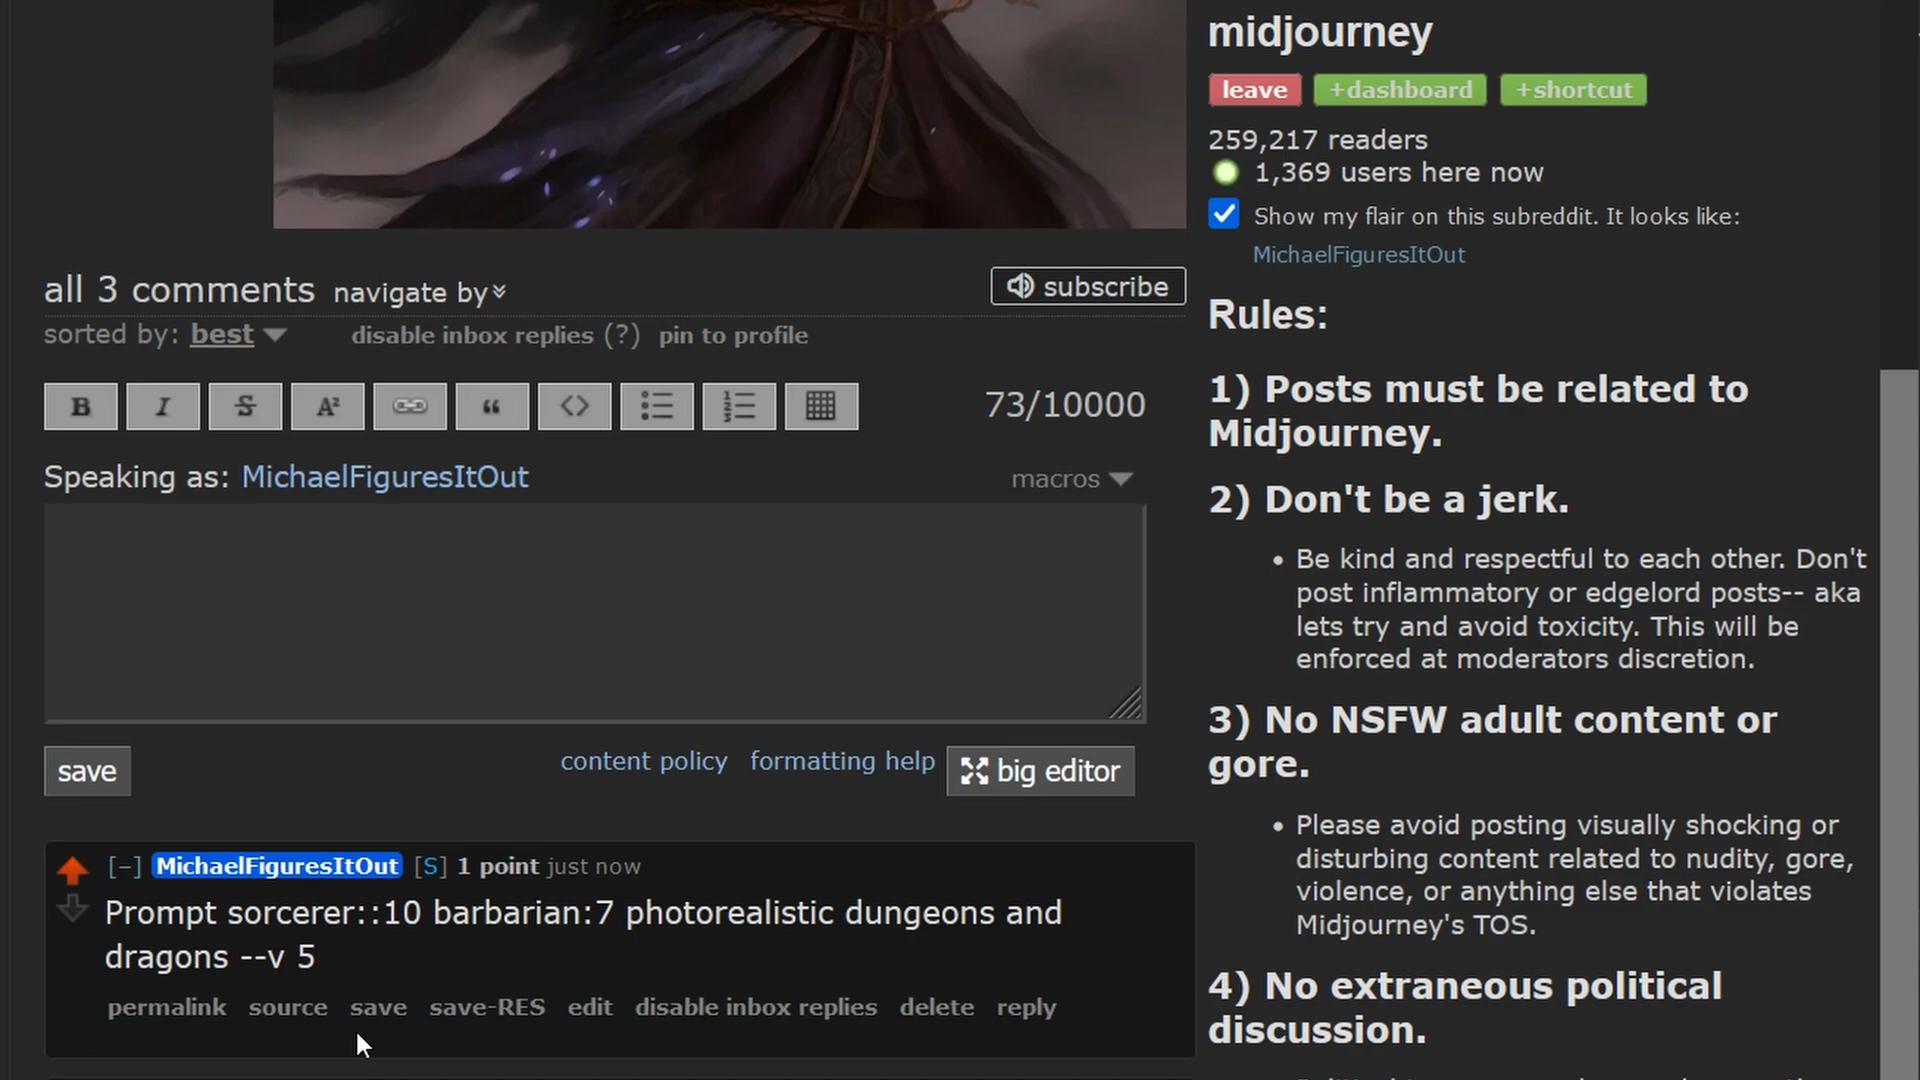 midjourney
leave +dashboard +shortcut
259,217 readers
1,369 users here now
Show my flair on this subreddit. It looks like:
MichaelFiguresItOut
Rules:
1) Posts must be related to
Midjourney.
2) Don't be a jerk.
• Be kind and respectful to each other. Don't
post inflammatory or edgelord posts-- aka
lets try and avoid toxicity. This will be
enforced at moderators discretion.
3) No NSFW adult content or
gore.
• Please avoid posting visually shocking or
disturbing content related to nudity, gore,
violence, or anything else that violates
Midjourney's TOS.
4) No extraneous political
discussion.
all 3 comments navigate by
subscribe
sorted by: best disable inbox replies (?) pin to profile
B I S A² “ <>
73/10000
Speaking as: MichaelFiguresItOut macros
save content policy formatting help big editor
[–] MichaelFiguresItOut [S] 1 point just now
Prompt sorcerer::10 barbarian:7 photorealistic dungeons and
dragons --v 5
permalink source save save-RES edit disable inbox replies delete reply